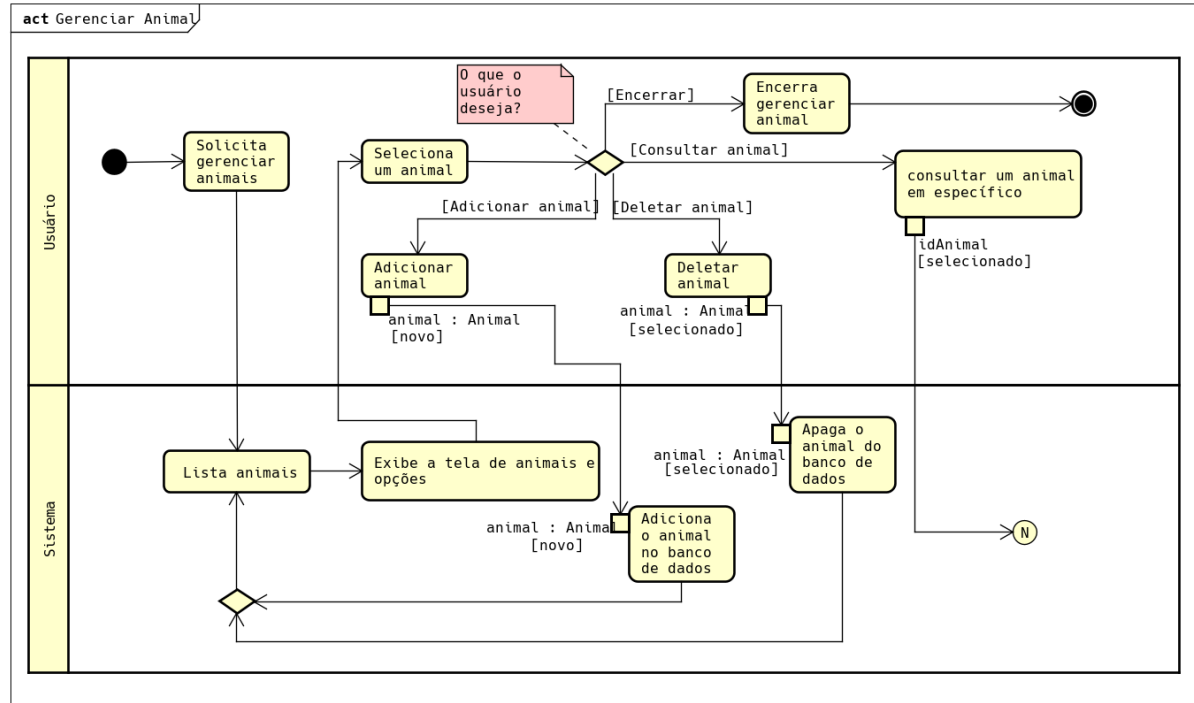 act Gerenciar Animal
Usuário
O que o
usuário
deseja?
[Encerrar]
Encerra
gerenciar
animal
Solicita
gerenciar
animais
Seleciona
um animal
[Consultar animal]
consultar um animal
em específico
[Adicionar animal]
[Deletar animal]
idAnimal
[selecionado]
Adicionar
animal
Deletar
animal
animal : Animal
[novo]
animal : Animal
[selecionado]
Sistema
Lista animais
Exibe a tela de animais e
opções
animal : Animal
[selecionado]
Apaga o
animal do
banco de
dados
animal : Animal
[novo]
Adiciona
o animal
no banco
de dados
N